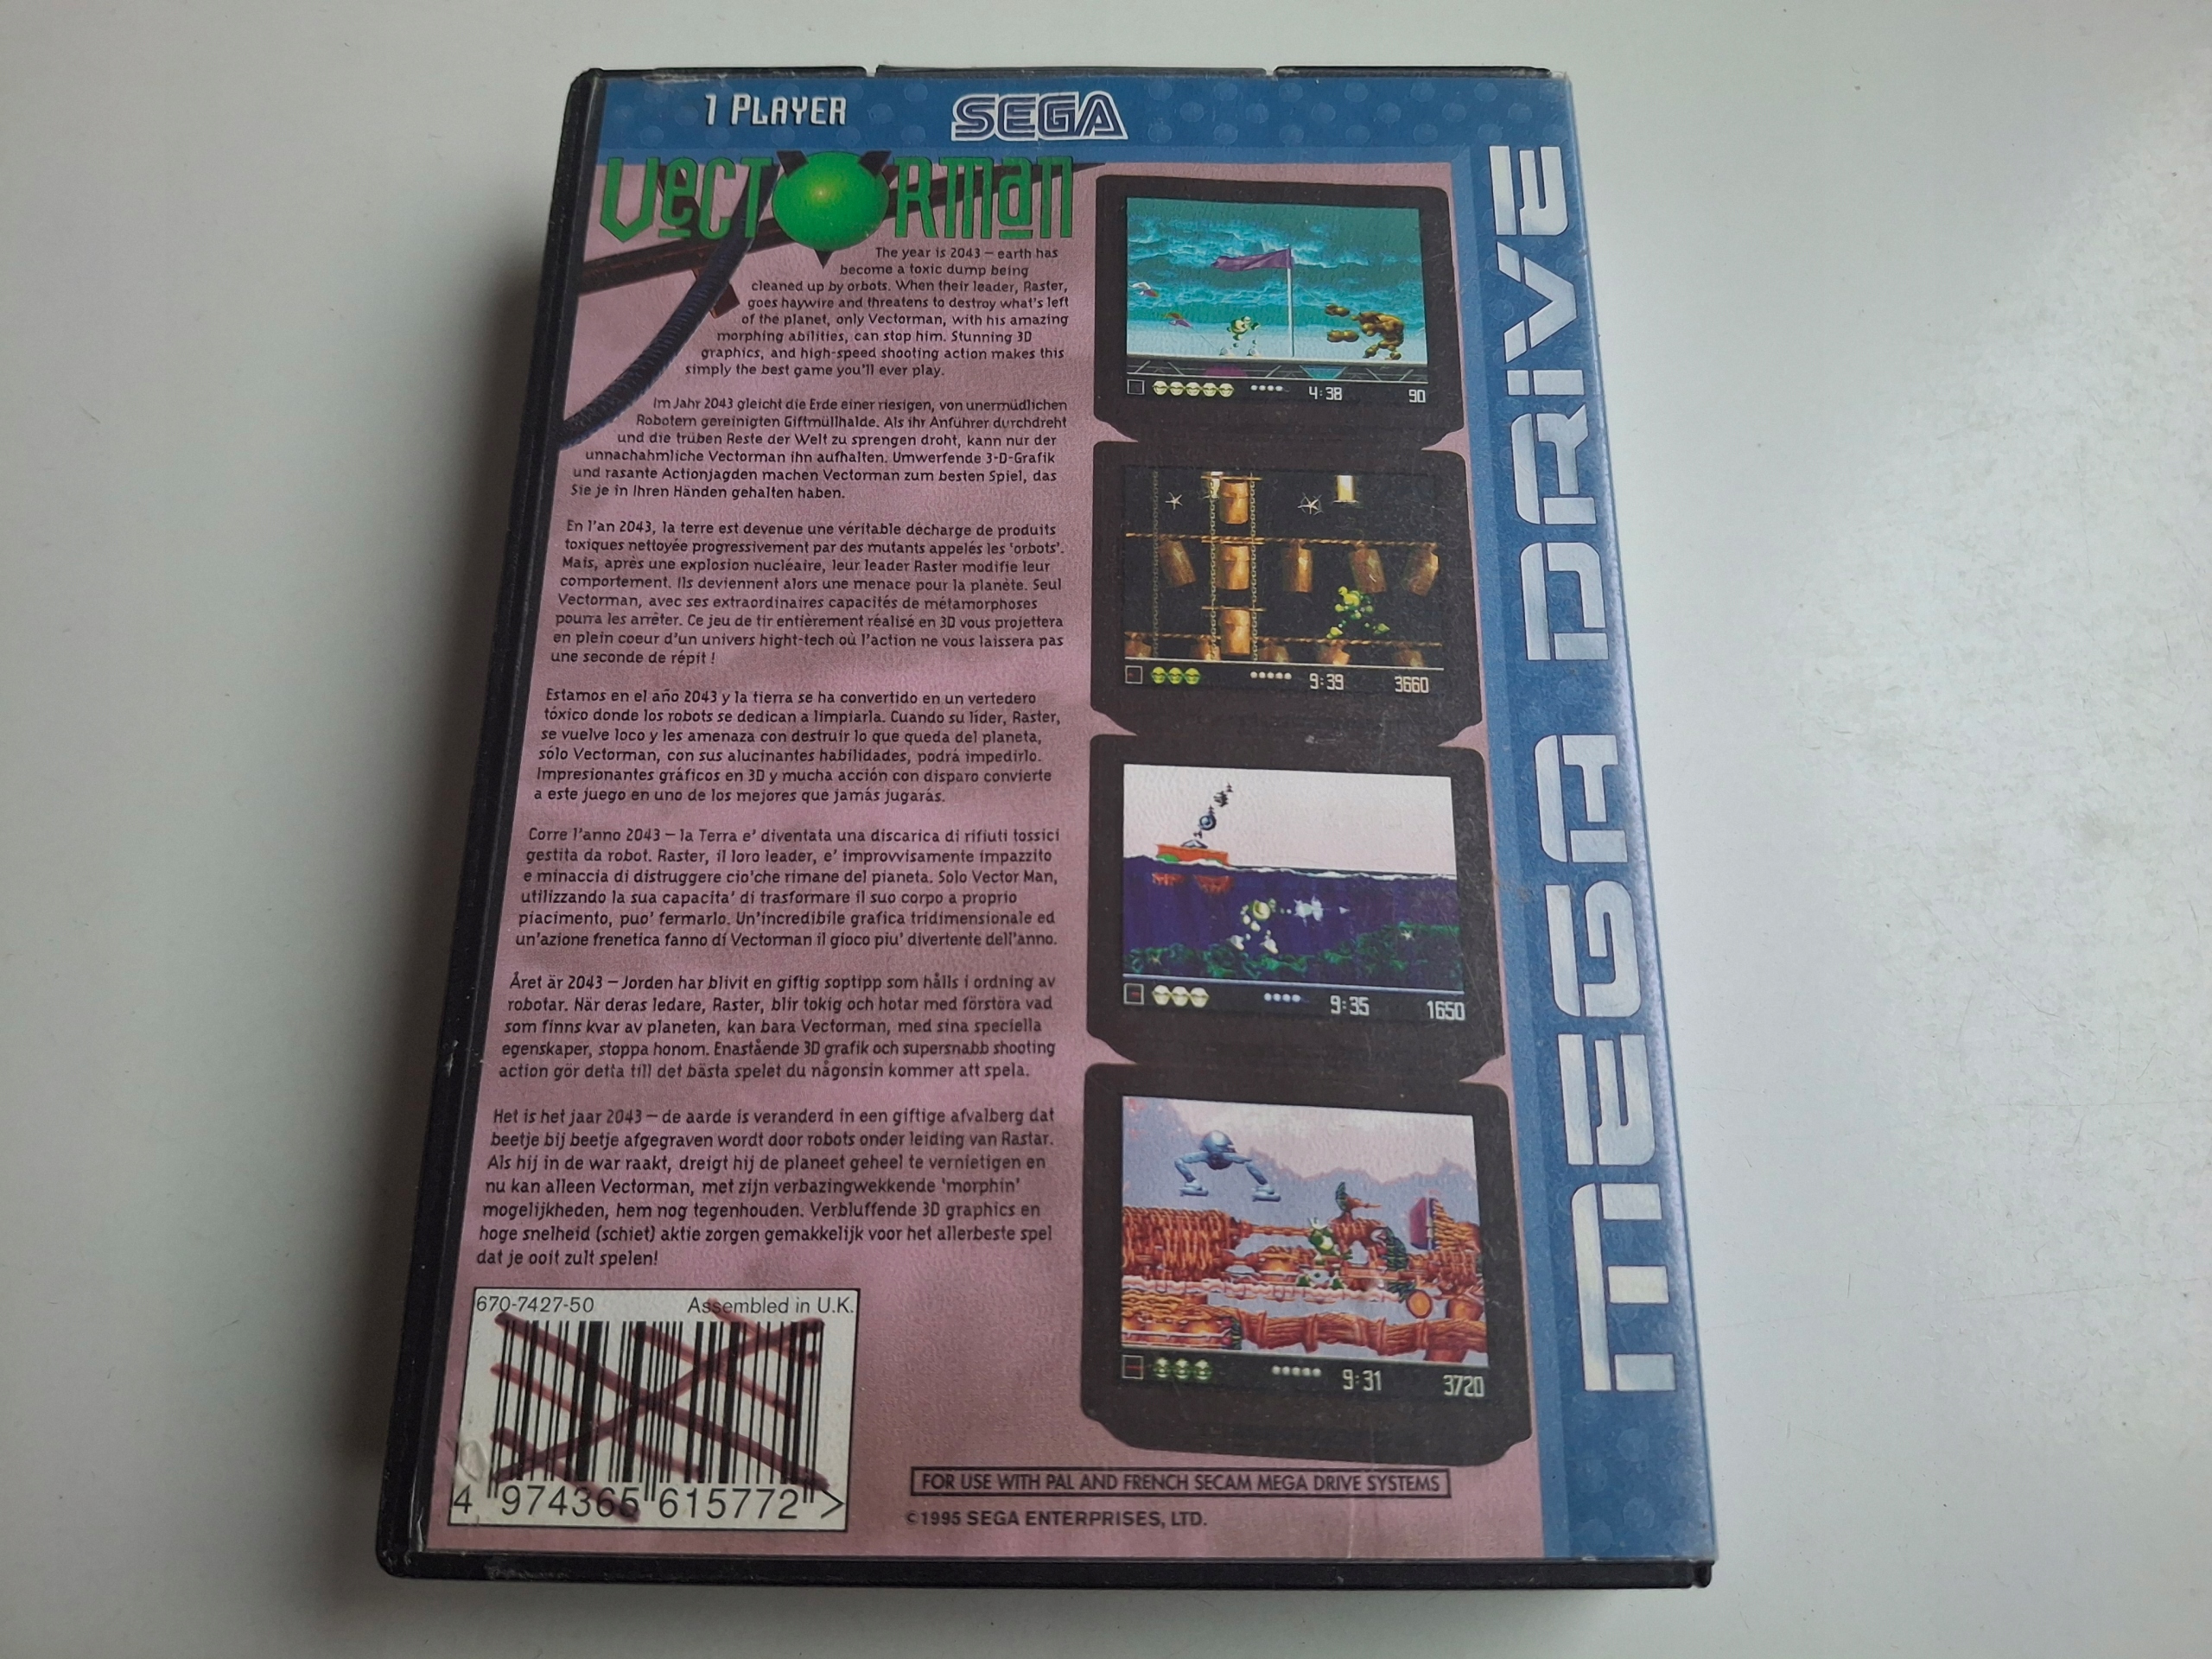 1 PLAYER
SEGA
VECTORMAN
The year is 2043 – earth has
become a toxic dump being
cleaned up by orbots. When their leader, Raster,
goes haywire and threatens to destroy what's left
of the planet, only Vectorman, with his amazing
morphing abilities, can stop him. Stunning 3D
graphics, and high-speed shooting action makes this
simply the best game you'll ever play.
Im Jahr 2043 gleicht die Erde einer riesigen, von unermüdlichen
Robotern gereinigten Giftmüllhalde. Als ihr Anführer durchdreht
und die trüben Reste der Welt zu sprengen droht, kann nur der
unnachahmliche Vectorman ihn aufhalten. Umwerfende 3-D-Grafik
und rasante Actionjagden machen Vectorman zum besten Spiel, das
Sie je in Ihren Händen gehalten haben.
En l'an 2043, la terre est devenue une véritable décharge de produits
toxiques nettoyée progressivement par des mutants appelés les 'orbots'.
Mais, après une explosion nucléaire, leur leader Raster modifie leur
comportement. Ils deviennent alors une menace pour la planète. Seul
Vectorman, avec ses extraordinaires capacités de métamorphoses
pourra les arrêter. Ce jeu de tir entièrement réalisé en 3D vous projettera
en plein coeur d'un univers hight-tech où l'action ne vous laissera pas
une seconde de répit !
Estamos en el año 2043 y la tierra se ha convertido en un vertedero
tóxico donde los robots se dedican a limpiarla. Cuando su líder, Raster,
se vuelve loco y les amenaza con destruir lo que queda del planeta,
sólo Vectorman, con sus alucinantes habilidades, podrá impedirlo.
Impresionantes gráficos en 3D y mucha acción con disparo convierte
a este juego en uno de los mejores que jamás jugarás.
Corre l'anno 2043 – la Terra e' diventata una discarica di rifiuti tossici
gestita da robot. Raster, il loro leader, e' improvvisamente impazzito
e minaccia di distruggere cio'che rimane del pianeta. Solo Vector Man,
utilizzando la sua capacita' di trasformare il suo corpo a proprio
piacimento, puo' fermarlo. Un'incredibile grafica tridimensionale ed
un'azione frenetica fanno di Vectorman il gioco piu' divertente dell'anno.
Året är 2043 – Jorden har blivit en giftig soptipp som hålls i ordning av
robotar. När deras ledare, Raster, blir tokig och hotar med förstöra vad
som finns kvar av planeten, kan bara Vectorman, med sina speciella
egenskaper, stoppa honom. Enastående 3D grafik och supersnabb shooting
action gör detta till det bästa spelet du någonsin kommer att spela.
Het is het jaar 2043 – de aarde is veranderd in een giftige afvalberg dat
beetje bij beetje afgegraven wordt door robots onder leiding van Rastar.
Als hij in de war raakt, dreigt hij de planeet geheel te vernietigen en
nu kan alleen Vectorman, met zijn verbazingwekkende 'morphin'
mogelijkheden, hem nog tegenhouden. Verbluffende 3D graphics en
hoge snelheid (schiet) aktie zorgen gemakkelijk voor het allerbeste spel
dat je ooit zult spelen!
670-7427-50 Assembled in U.K.
4 974365 615772 >
4:38 90
9:39 3660
9:35 1650
9:31 3720
FOR USE WITH PAL AND FRENCH SECAM MEGA DRIVE SYSTEMS
©1995 SEGA ENTERPRISES, LTD.
MEGA DRIVE